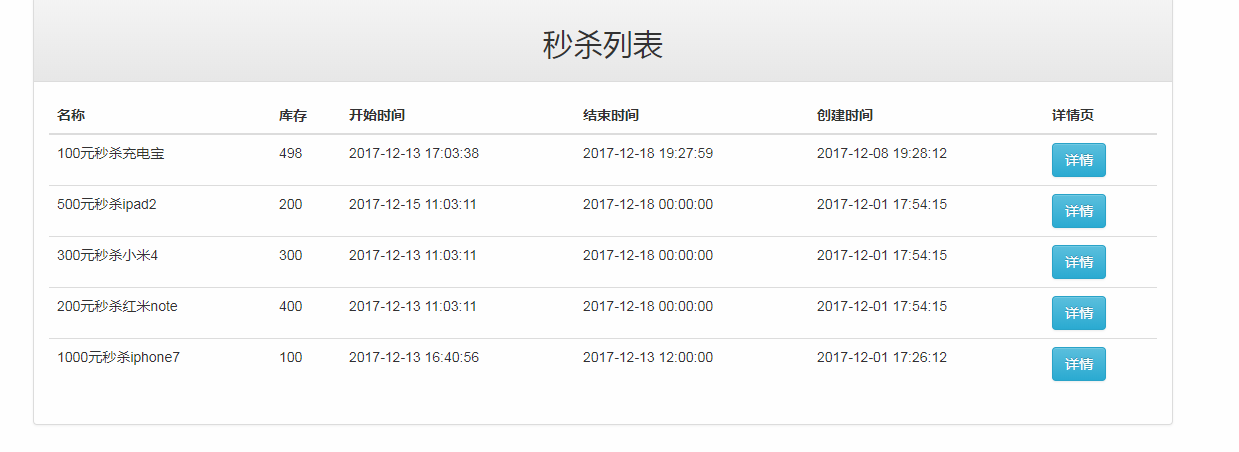 秒杀列表
名称 库存 开始时间 结束时间 创建时间 详情页
100元秒杀充电宝 498 2017-12-13 17:03:38 2017-12-18 19:27:59 2017-12-08 19:28:12 详情
500元秒杀ipad2 200 2017-12-15 11:03:11 2017-12-18 00:00:00 2017-12-01 17:54:15 详情
300元秒杀小米4 300 2017-12-13 11:03:11 2017-12-18 00:00:00 2017-12-01 17:54:15 详情
200元秒杀红米note 400 2017-12-13 11:03:11 2017-12-18 00:00:00 2017-12-01 17:54:15 详情
1000元秒杀iphone7 100 2017-12-13 16:40:56 2017-12-13 12:00:00 2017-12-01 17:26:12 详情